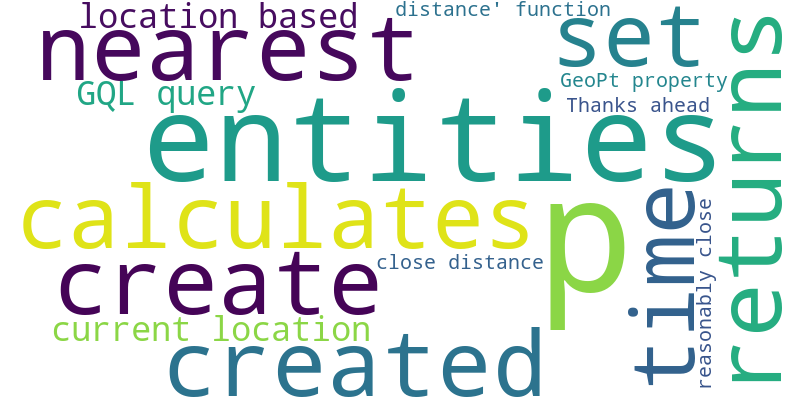 location based
distance' function
nearest
set
returns
GQL query
GeoPt property
Thanks ahead
entities
calculates
p
time
reasonably close
create
close distance
current location
created